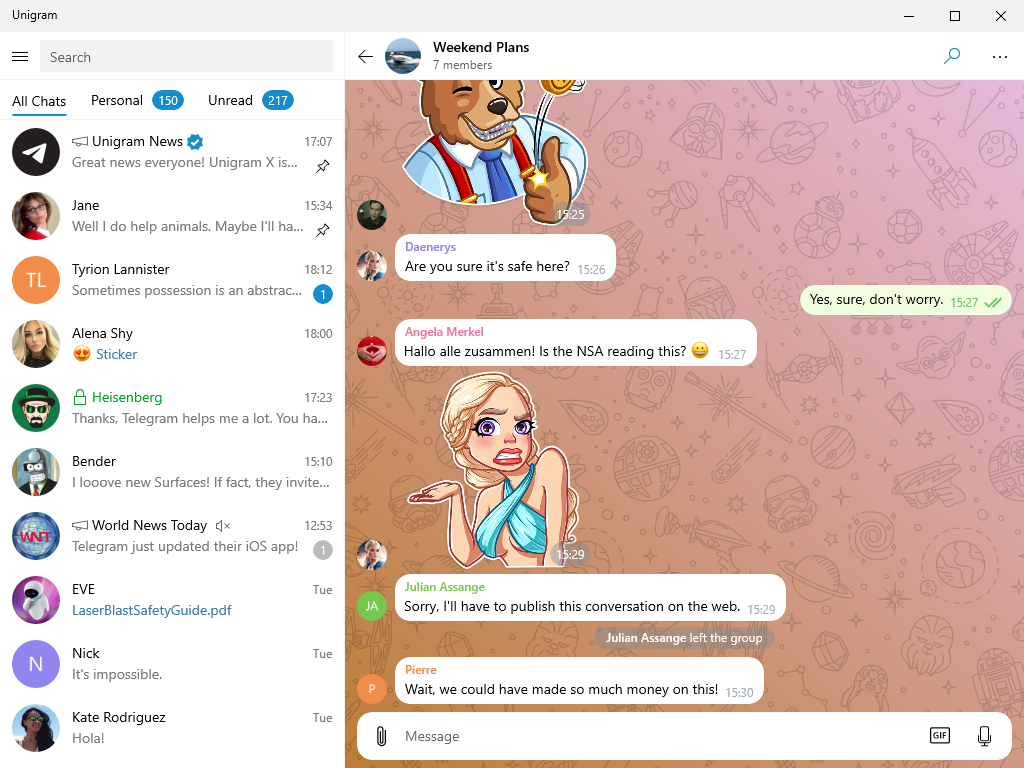 Unigram
Search
All Chats
Personal 150
Unread 217
Unigram News 17:07
Great news everyone! Unigram X is...
Jane 15:34
Well I do help animals. Maybe I'll ha...
TL
Tyrion Lannister 18:12
Sometimes possession is an abstrac... 1
Alena Shy 18:00
😍 Sticker
Heisenberg 17:23
Thanks, Telegram helps me a lot. You ha...
Bender 15:10
I looove new Surfaces! If fact, they invite...
WNT
World News Today 12:53
Telegram just updated their iOS app! 1
EVE Tue
LaserBlastSafetyGuide.pdf
N
Nick Tue
It's impossible.
Kate Rodriguez Tue
Hola!
Weekend Plans
7 members
15:25
Daenerys
Are you sure it's safe here? 15:26
Yes, sure, don't worry. 15:27
Angela Merkel
Hallo alle zusammen! Is the NSA reading this? 😀 15:27
15:29
JA
Julian Assange
Sorry, I'll have to publish this conversation on the web. 15:29
Julian Assange left the group
P
Pierre
Wait, we could have made so much money on this! 15:30
Message
GIF